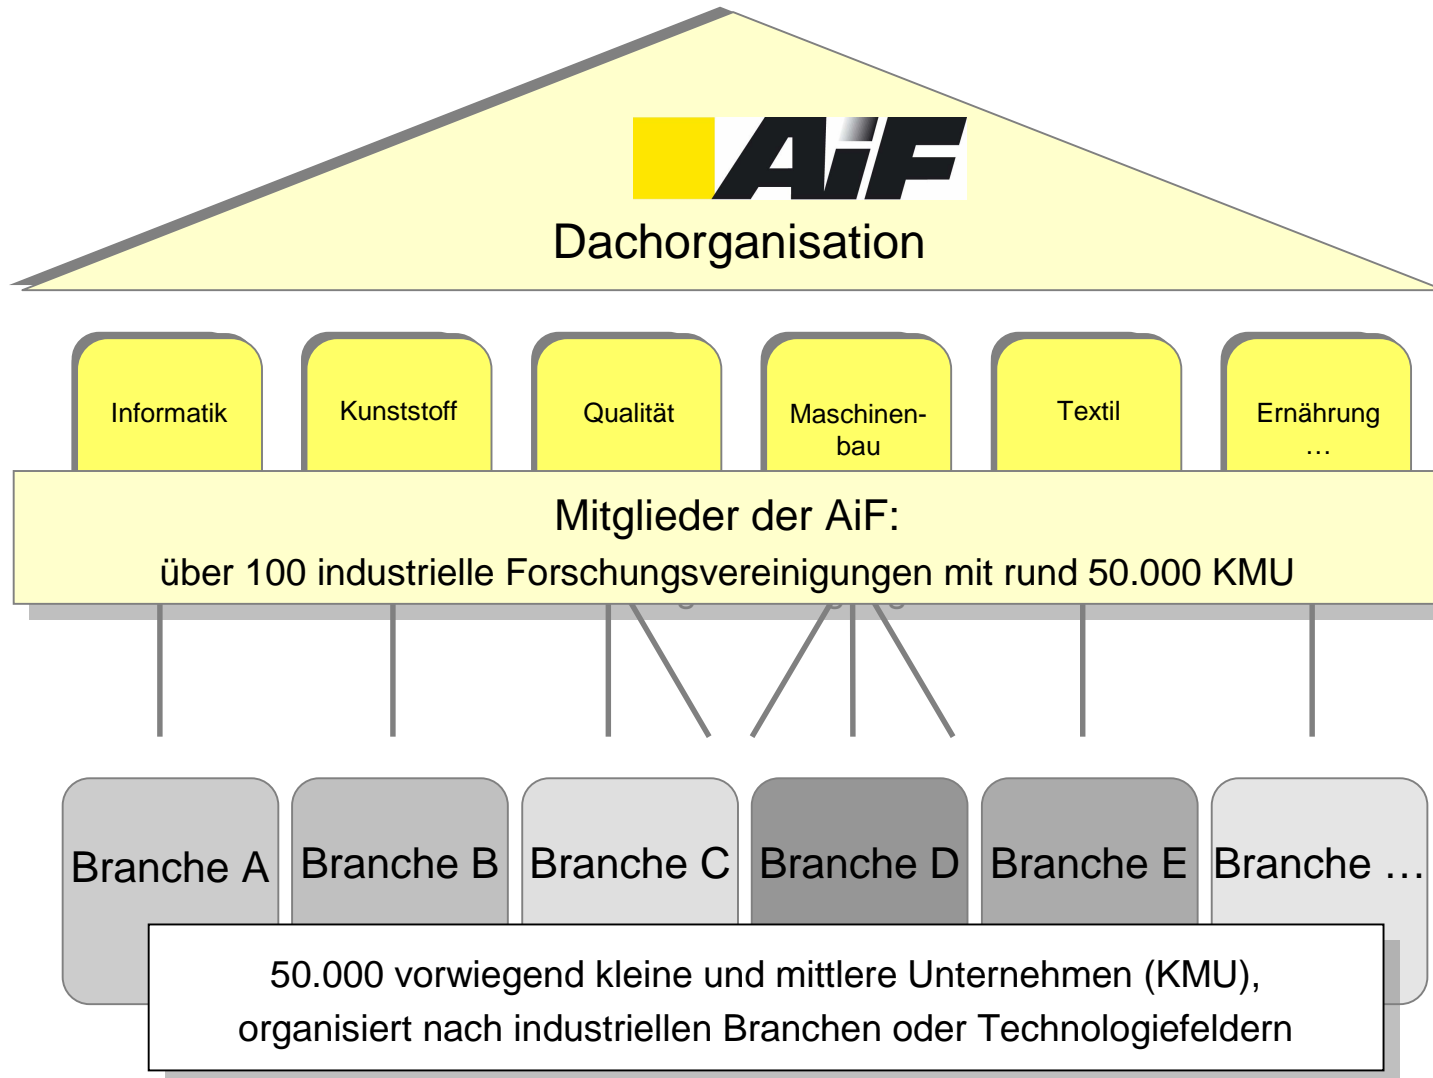 AiF
Dachorganisation
Informatik
Kunststoff
Qualität
Maschinen-
bau
Textil
Ernährung
…
Mitglieder der AiF:
über 100 industrielle Forschungsvereinigungen mit rund 50.000 KMU
Branche A
Branche B
Branche C
Branche D
Branche E
Branche …
50.000 vorwiegend kleine und mittlere Unternehmen (KMU),
organisiert nach industriellen Branchen oder Technologiefeldern